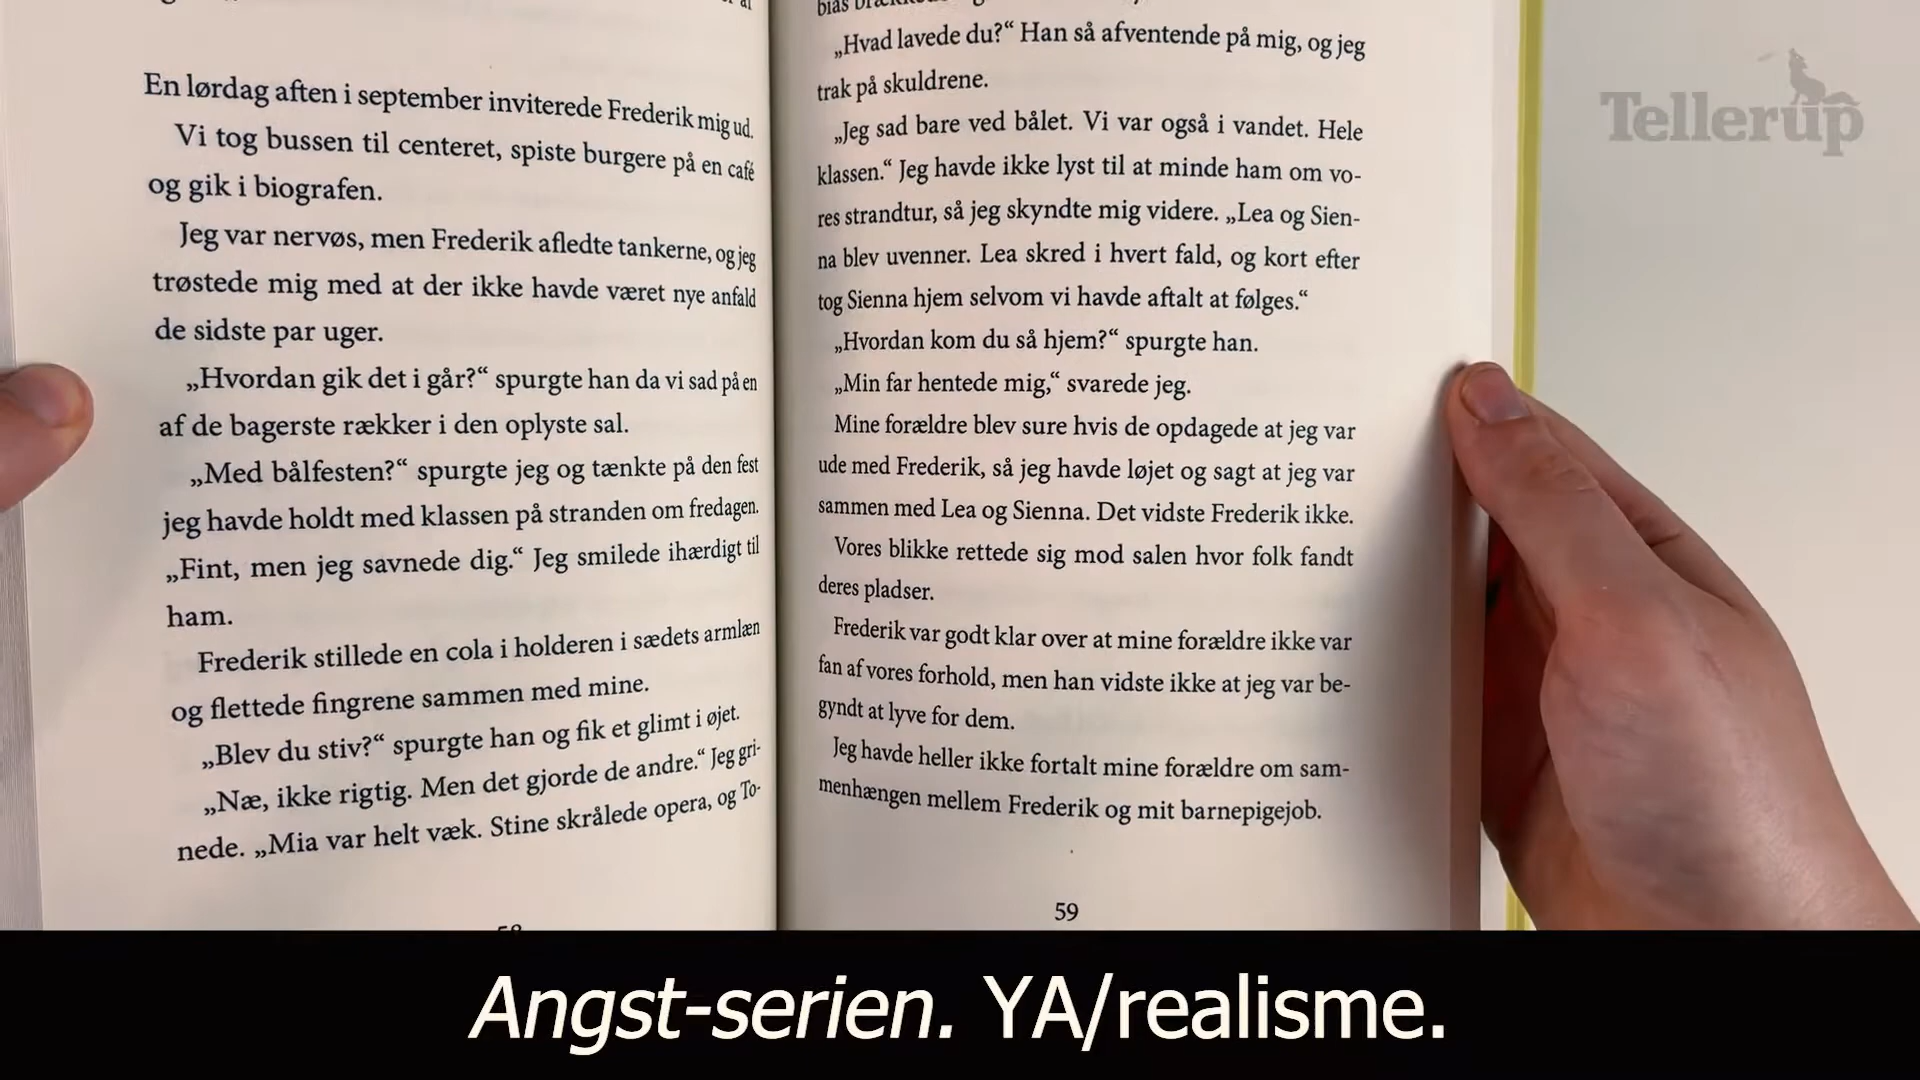 En lørdag aften i september inviterede Frederik mig ud.
Vi tog bussen til centeret, spiste burgere på en café
og gik i biografen.
Jeg var nervøs, men Frederik afledte tankerne, og jeg
trøstede mig med at der ikke havde været nye anfald
de sidste par uger.
„Hvordan gik det i går?“ spurgte han da vi sad på en
af de bagerste rækker i den oplyste sal.
„Med bålfesten?“ spurgte jeg og tænkte på den fest
jeg havde holdt med klassen på stranden om fredagen.
„Fint, men jeg savnede dig.“ Jeg smilede ihærdigt til
ham.
Frederik stillede en cola i holderen i sædets armlæn
og flettede fingrene sammen med mine.
„Blev du stiv?“ spurgte han og fik et glimt i øjet.
„Næ, ikke rigtig. Men det gjorde de andre.“ Jeg gri-
nede. „Mia var helt væk. Stine skrålede opera, og To-
„Hvad lavede du?“ Han så afventende på mig, og jeg
trak på skuldrene.
„Jeg sad bare ved bålet. Vi var også i vandet. Hele
klassen.“ Jeg havde ikke lyst til at minde ham om vo-
res strandtur, så jeg skyndte mig videre. „Lea og Sien-
na blev uvenner. Lea skred i hvert fald, og kort efter
tog Sienna hjem selvom vi havde aftalt at følges.“
„Hvordan kom du så hjem?“ spurgte han.
„Min far hentede mig,“ svarede jeg.
Mine forældre blev sure hvis de opdagede at jeg var
ude med Frederik, så jeg havde løjet og sagt at jeg var
sammen med Lea og Sienna. Det vidste Frederik ikke.
Vores blikke rettede sig mod salen hvor folk fandt
deres pladser.
Frederik var godt klar over at mine forældre ikke var
fan af vores forhold, men han vidste ikke at jeg var be-
gyndt at lyve for dem.
Jeg havde heller ikke fortalt mine forældre om sam-
menhængen mellem Frederik og mit barnepigejob.
59
Tellerup
Angst-serien. YA/realisme.